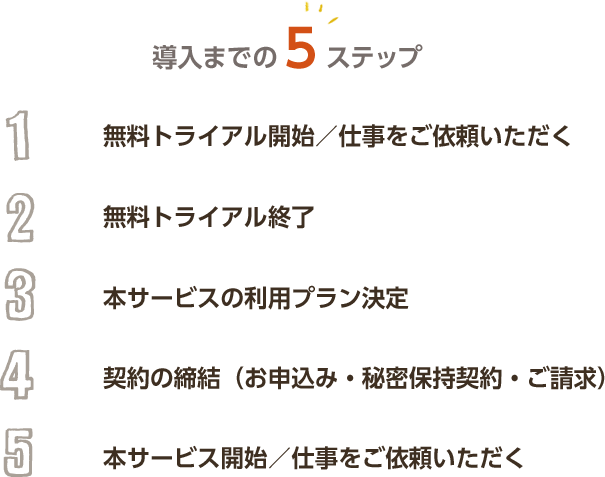 導入までの5ステップ
1 無料トライアル開始／仕事をご依頼いただく
2 無料トライアル終了
3 本サービスの利用プラン決定
4 契約の締結（お申込み・秘密保持契約・ご請求）
5 本サービス開始／仕事をご依頼いただく